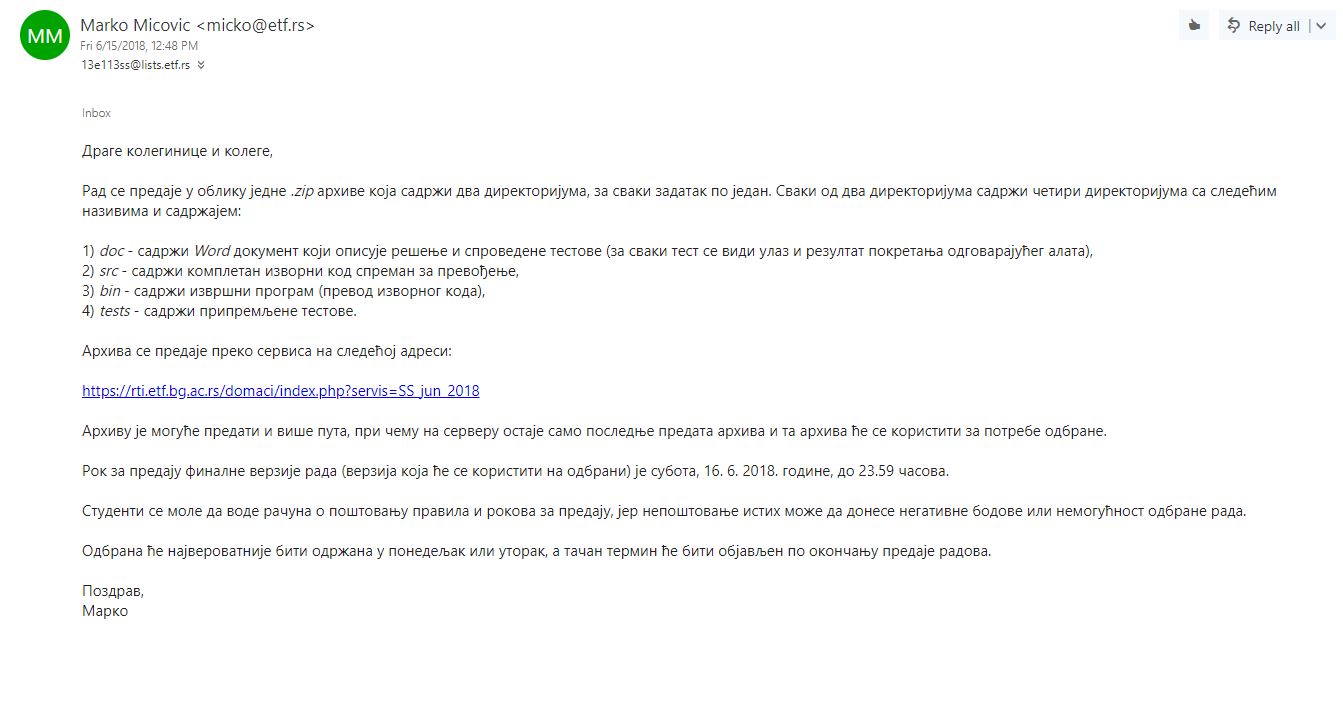 MM
Marko Micovic <micko@etf.rs>
Fri 6/15/2018, 12:48 PM
13e113ss@lists.etf.rs
Reply all
Inbox
Драге колегинице и колеге,
Рад се предаје у облику једне .zip архиве која садржи два директоријума, за сваки задатак по један. Сваки од два директоријума садржи четири директоријума са следећим
називима и садржајем:
1) doc - садржи Word документ који описује решење и спроведене тестове (за сваки тест се види улаз и резултат покретања одговарајућег алата),
2) src - садржи комплетан изворни код спреман за превођење,
3) bin - садржи извршни програм (превод изворног кода),
4) tests - садржи припремљене тестове.
Архива се предаје преко сервиса на следећој адреси:
https://rti.etf.bg.ac.rs/domaci/index.php?servis=SS_jun_2018
Архиву је могуће предати и више пута, при чему на серверу остаје само последње предата архива и та архива ће се користити за потребе одбране.
Рок за предају финалне верзије рада (верзија која ће се користити на одбрани) је субота, 16. 6. 2018. године, до 23.59 часова.
Студенти се моле да воде рачуна о поштовању правила и рокова за предају, јер непоштовање истих може да донесе негативне бодове или немогућност одбране рада.
Одбрана ће највероватније бити одржана у понедељак или уторак, а тачан термин ће бити објављен по окончању предаје радова.
Поздрав,
Марко